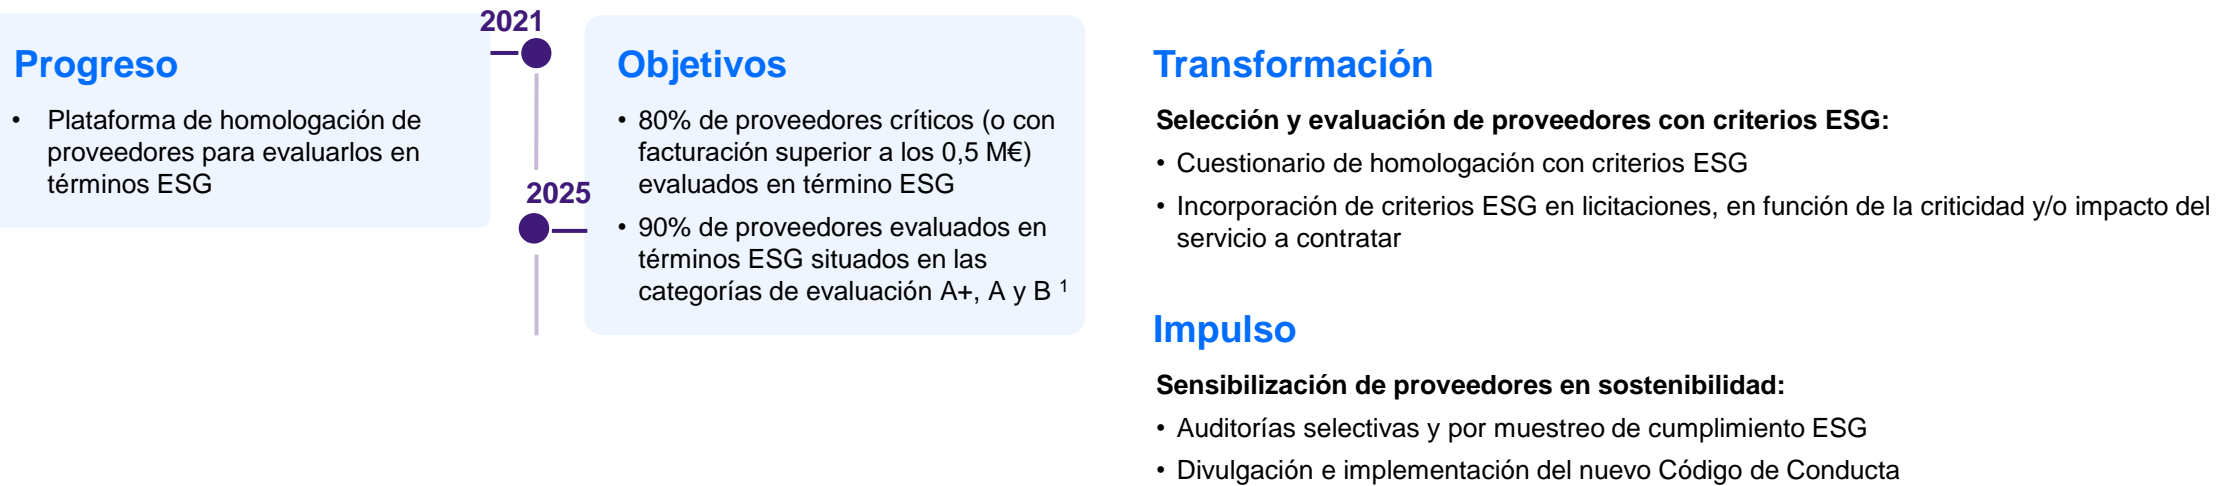 2021
Progreso
• Plataforma de homologación de
proveedores para evaluarlos en
términos ESG
2025
Objetivos
• 80% de proveedores críticos (o con
facturación superior a los 0,5 M€)
evaluados en término ESG
• 90% de proveedores evaluados en
términos ESG situados en las
categorías de evaluación A+, A y B 1
Transformación
Selección y evaluación de proveedores con criterios ESG:
• Cuestionario de homologación con criterios ESG
• Incorporación de criterios ESG en licitaciones, en función de la criticidad y/o impacto del
servicio a contratar
Impulso
Sensibilización de proveedores en sostenibilidad:
• Auditorías selectivas y por muestreo de cumplimiento ESG
• Divulgación e implementación del nuevo Código de Conducta